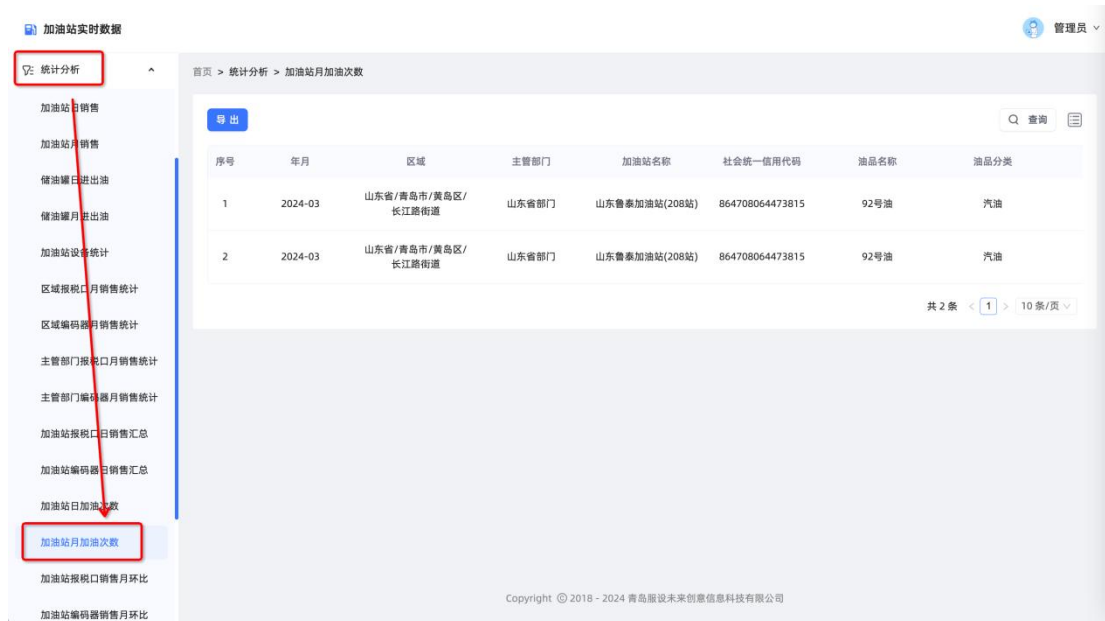 加油站实时数据
管理员
统计分析
首页 > 统计分析 > 加油站月加油次数
加油站日销售
加油站月销售
储油罐日进出油
储油罐月进出油
加油站设备统计
区域报税口月销售统计
区域编码器月销售统计
主管部门报税口月销售统计
主管部门编码器月销售统计
加油站报税口日销售汇总
加油站编码器日销售汇总
加油站日加油次数
加油站月加油次数
加油站报税口销售月环比
加油站编码器销售月环比
导出
查询
序号 年月 区域 主管部门 加油站名称 社会统一信用代码 油品名称 油品分类
1 2024-03 山东省/青岛市/黄岛区/ 山东省部门 山东鲁泰加油站(208站) 864708064473815 92号油 汽油
长江路街道
2 2024-03 山东省/青岛市/黄岛区/ 山东省部门 山东鲁泰加油站(208站) 864708064473815 92号油 汽油
长江路街道
共 2 条 < 1 > 10 条/页
Copyright © 2018 - 2024 青岛服设未来创意信息科技有限公司